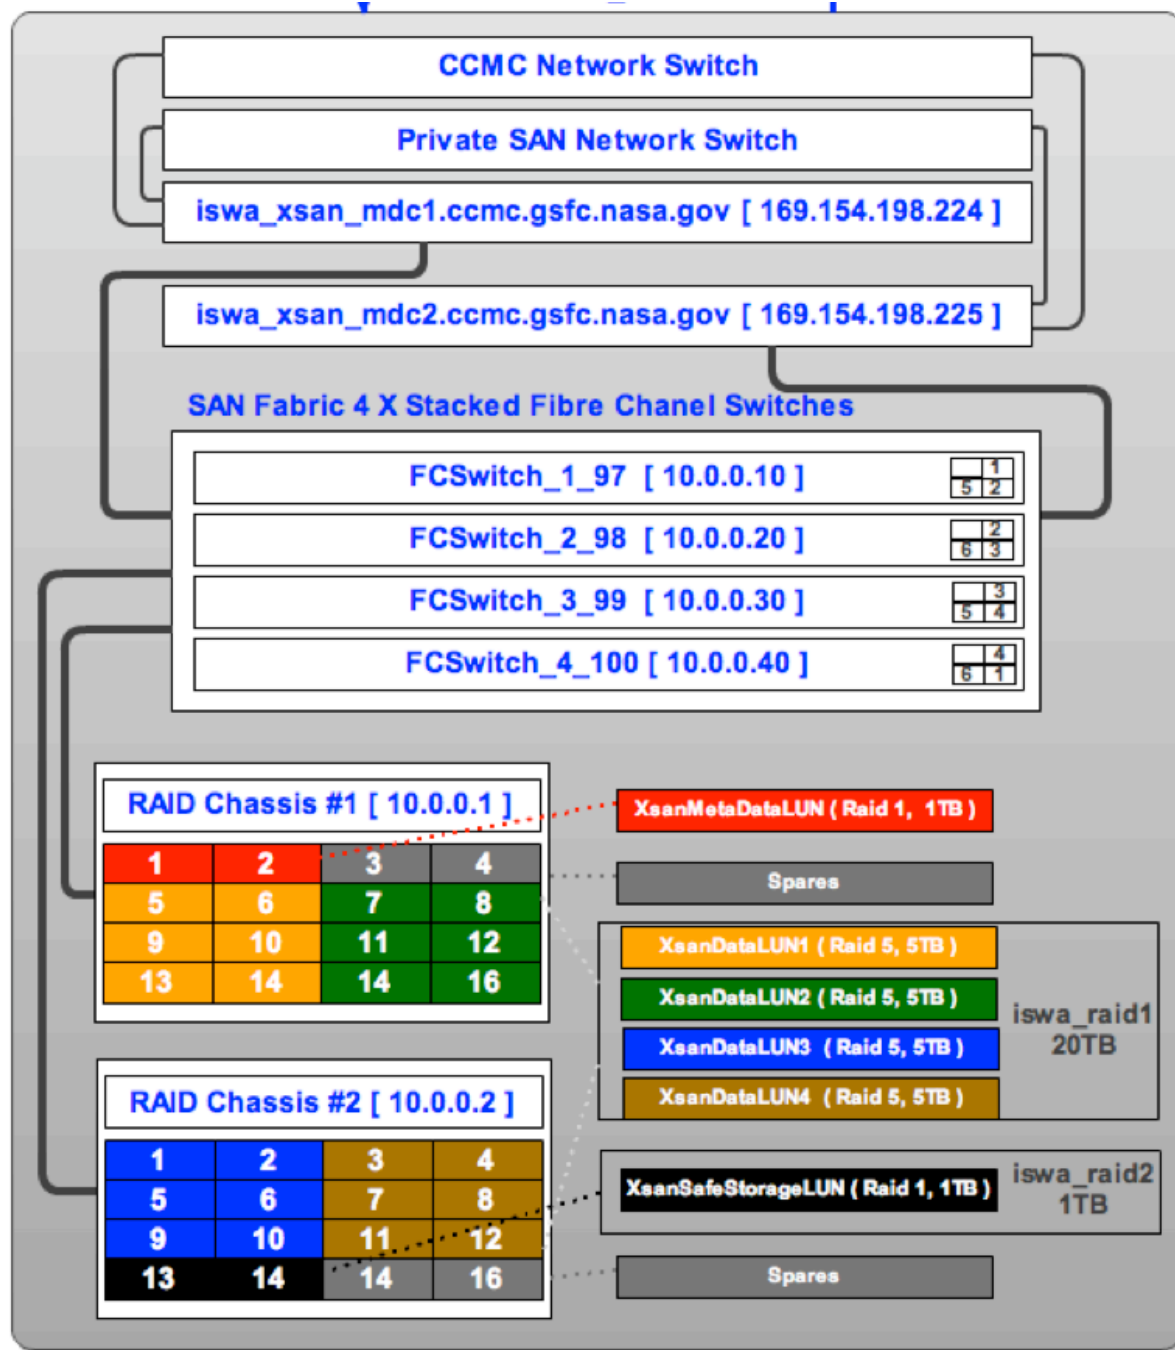 CCMC Network Switch
Private SAN Network Switch
iswa_xsan_mdc1.ccmc.gsfc.nasa.gov [ 169.154.198.224 ]
iswa_xsan_mdc2.ccmc.gsfc.nasa.gov [ 169.154.198.225 ]
SAN Fabric 4 X Stacked Fibre Chanel Switches
FCSwitch_1_97 [ 10.0.0.10 ]
1
5 2
FCSwitch_2_98 [ 10.0.0.20 ]
2
6 3
FCSwitch_3_99 [ 10.0.0.30 ]
3
5 4
FCSwitch_4_100 [ 10.0.0.40 ]
4
6 1
RAID Chassis #1 [ 10.0.0.1 ]
1 2 3 4
5 6 7 8
9 10 11 12
13 14 14 16
XsanMetaDataLUN ( Raid 1, 1TB )
Spares
XsanDataLUN1 ( Raid 5, 5TB )
XsanDataLUN2 ( Raid 5, 5TB )
XsanDataLUN3 ( Raid 5, 5TB )
XsanDataLUN4 ( Raid 5, 5TB )
iswa_raid1
20TB
RAID Chassis #2 [ 10.0.0.2 ]
1 2 3 4
5 6 7 8
9 10 11 12
13 14 14 16
XsanSafeStorageLUN ( Raid 1, 1TB )
iswa_raid2
1TB
Spares